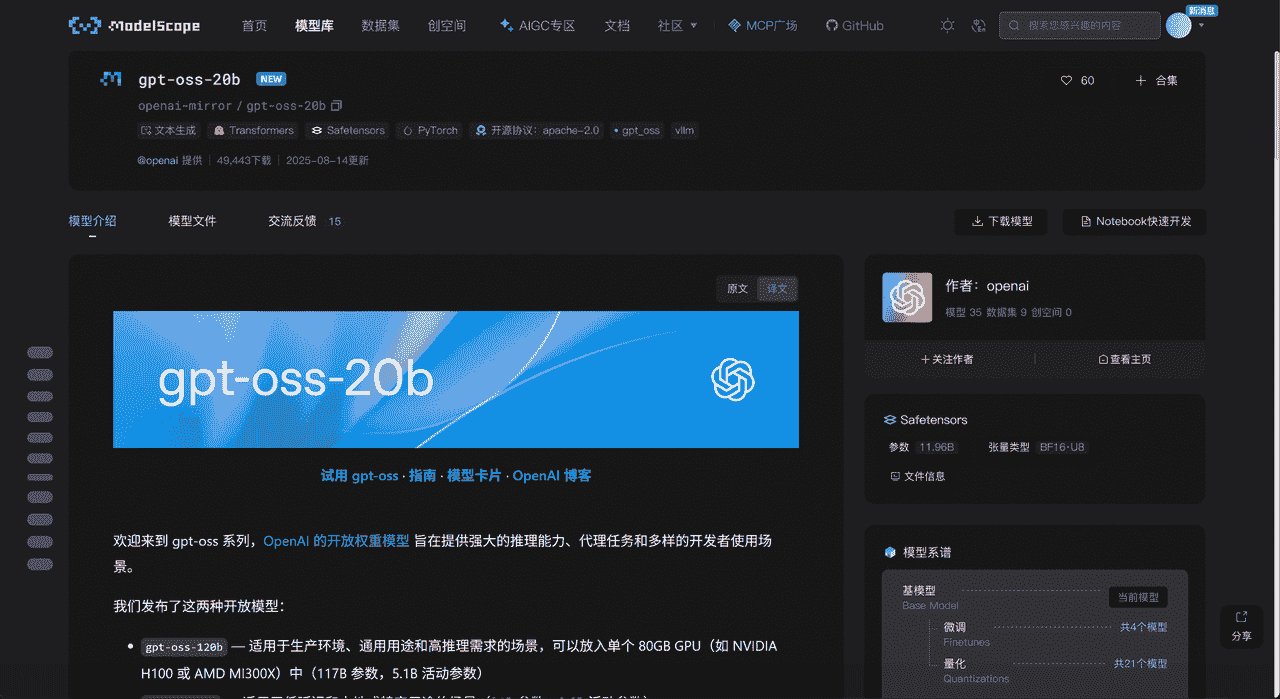 ModelScope 首页 模型库 数据集 创空间 AIGC专区 文档 社区 MCP广场 GitHub 搜索您感兴趣的内容 新消息
gpt-oss-20b NEW
60 合集
openai-mirror / gpt-oss-20b
文本生成 Transformers Safetensors PyTorch 开源协议：apache-2.0 gpt_oss vllm
@openai 提供 49,443下载 2025-08-14更新
模型介绍 模型文件 交流反馈 15 下载模型 Notebook快速开发
原文 译文
gpt-oss-20b
试用 gpt-oss · 指南 · 模型卡片 · OpenAI 博客
欢迎来到 gpt-oss 系列，OpenAI 的开放权重模型 旨在提供强大的推理能力、代理任务和多样的开发者使用场
景。
我们发布了这两种开放模型：
• gpt-oss-120b — 适用于生产环境、通用用途和高推理需求的场景，可以放入单个 80GB GPU（如 NVIDIA
H100 或 AMD MI300X）中（117B 参数，5.1B 活动参数）
作者：openai
模型 35 数据集 9 创空间 0
关注作者 查看主页
Safetensors
参数 11.96B 张量类型 BF16·U8
文件信息
模型系谱
基模型 当前模型
Base Model
微调 共4个模型
Finetunes
量化 共21个模型
Quantizations
分享